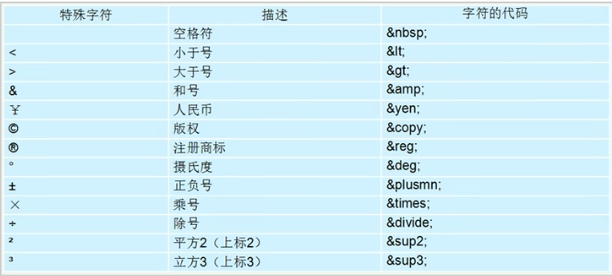 特殊字符 描述 字符的代码
空格符 &nbsp;
< 小于号 &lt;
> 大于号 &gt;
& 和号 &amp;
¥ 人民币 &yen;
© 版权 &copy;
® 注册商标 &reg;
° 摄氏度 &deg;
± 正负号 &plusmn;
× 乘号 &times;
÷ 除号 &divide;
² 平方2（上标2） &sup2;
³ 立方3（上标3） &sup3;